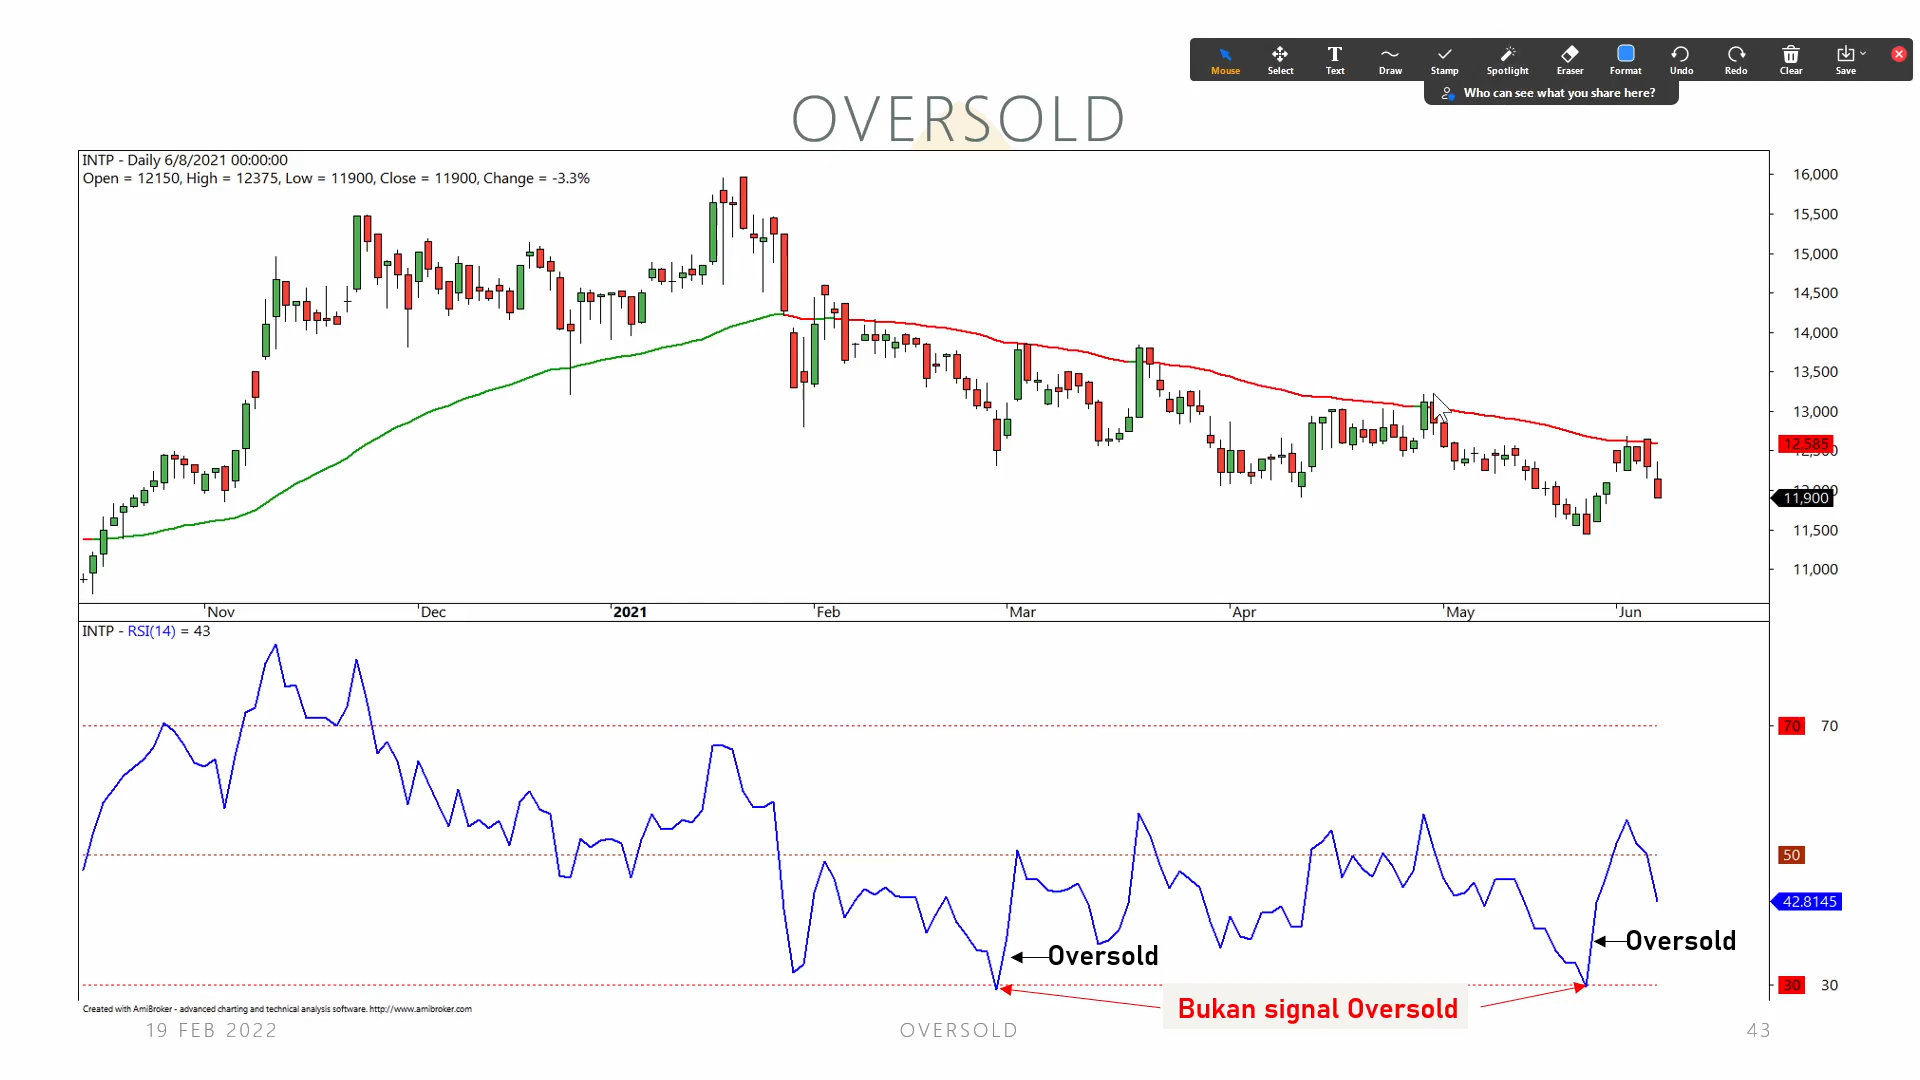 Mouse Select Text Draw Stamp Spotlight Eraser Format Undo Redo Clear Save
Who can see what you share here?
OVERSOLD
INTP - Daily 6/8/2021 00:00:00
Open = 12150, High = 12375, Low = 11900, Close = 11900, Change = -3.3%
16,000
15,500
15,000
14,500
14,000
13,500
13,000
12,585
12,500
12,000
11,900
11,500
11,000
Nov Dec 2021 Feb Mar Apr May Jun
INTP - RSI(14) = 43
70 70
50
42.8145
Oversold
Oversold
30 30
Bukan signal Oversold
Created with AmiBroker - advanced charting and technical analysis software. http://www.amibroker.com
19 FEB 2022 OVERSOLD 43